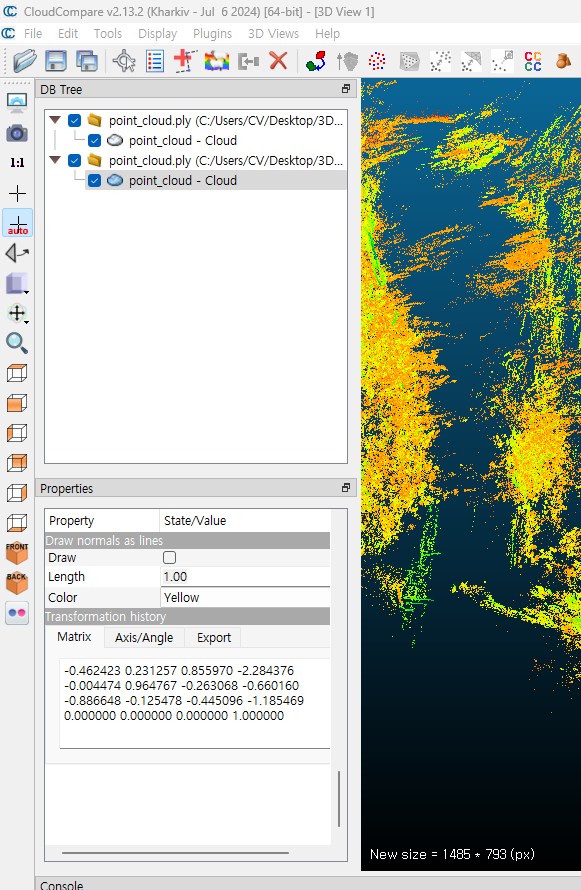 CloudCompare v2.13.2 (Kharkiv - Jul 6 2024) [64-bit] - [3D View 1]
File Edit Tools Display Plugins 3D Views Help
CC
CC
DB Tree
point_cloud.ply (C:/Users/CV/Desktop/3D...
point_cloud - Cloud
point_cloud.ply (C:/Users/CV/Desktop/3D...
point_cloud - Cloud
1:1
auto
FRONT
BACK
Properties
Property State/Value
Draw normals as lines
Draw
Length 1.00
Color Yellow
Transformation history
Matrix Axis/Angle Export
-0.462423 0.231257 0.855970 -2.284376
-0.004474 0.964767 -0.263068 -0.660160
-0.886648 -0.125478 -0.445096 -1.185469
0.000000 0.000000 0.000000 1.000000
New size = 1485 * 793 (px)
Console